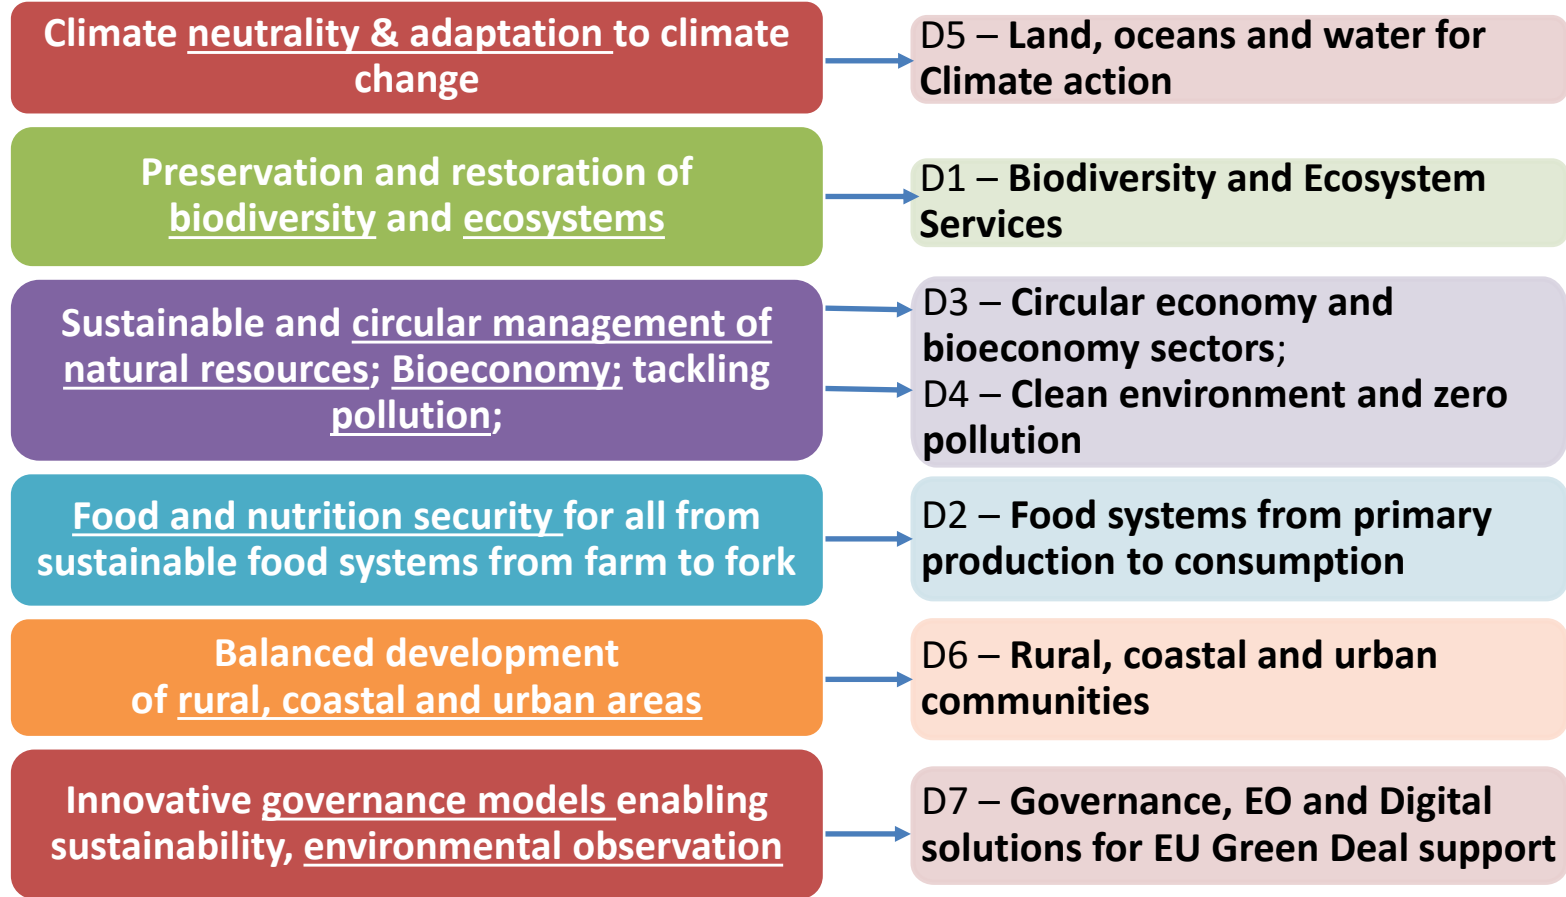 Climate neutrality & adaptation to climate
change
D5 – Land, oceans and water for
Climate action
Preservation and restoration of
biodiversity and ecosystems
D1 – Biodiversity and Ecosystem
Services
Sustainable and circular management of
natural resources; Bioeconomy; tackling
pollution;
D3 – Circular economy and
bioeconomy sectors;
D4 – Clean environment and zero
pollution
Food and nutrition security for all from
sustainable food systems from farm to fork
D2 – Food systems from primary
production to consumption
Balanced development
of rural, coastal and urban areas
D6 – Rural, coastal and urban
communities
Innovative governance models enabling
sustainability, environmental observation
D7 – Governance, EO and Digital
solutions for EU Green Deal support